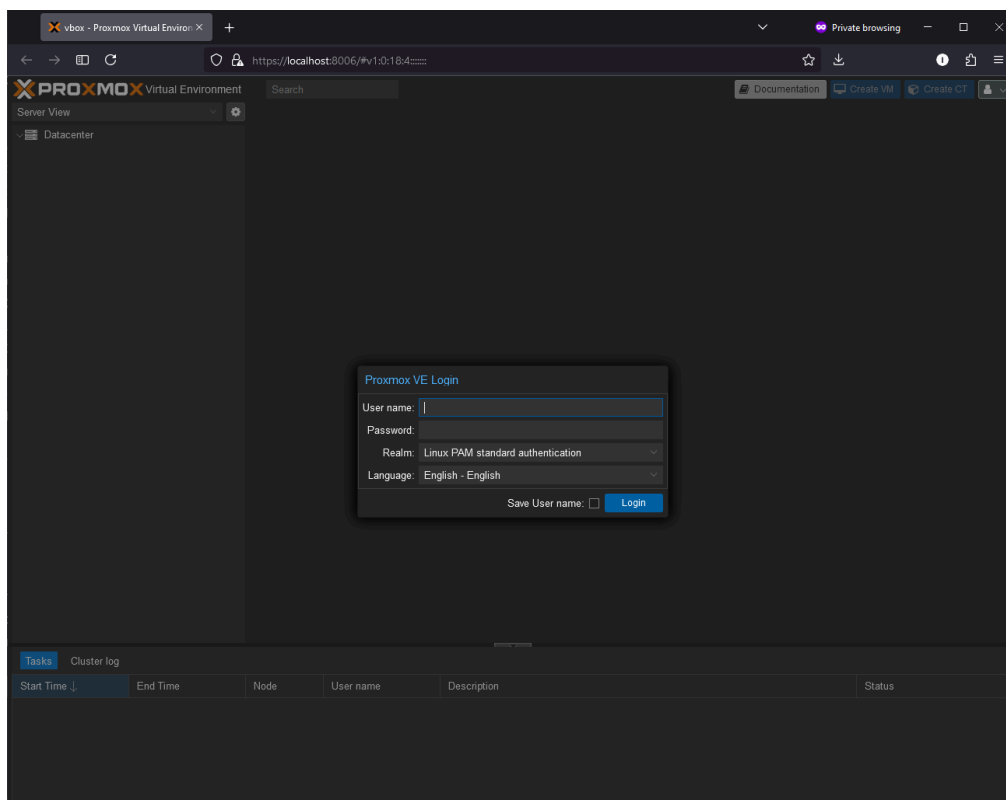 vbox - Proxmox Virtual Environ
Private browsing
https://localhost:8006/#v1:0:18:4:::::::
PROXMOX Virtual Environment
Search
Documentation
Create VM
Create CT
Server View
Datacenter
Proxmox VE Login
User name:
Password:
Realm: Linux PAM standard authentication
Language: English - English
Save User name:
Login
Tasks
Cluster log
Start Time
End Time
Node
User name
Description
Status